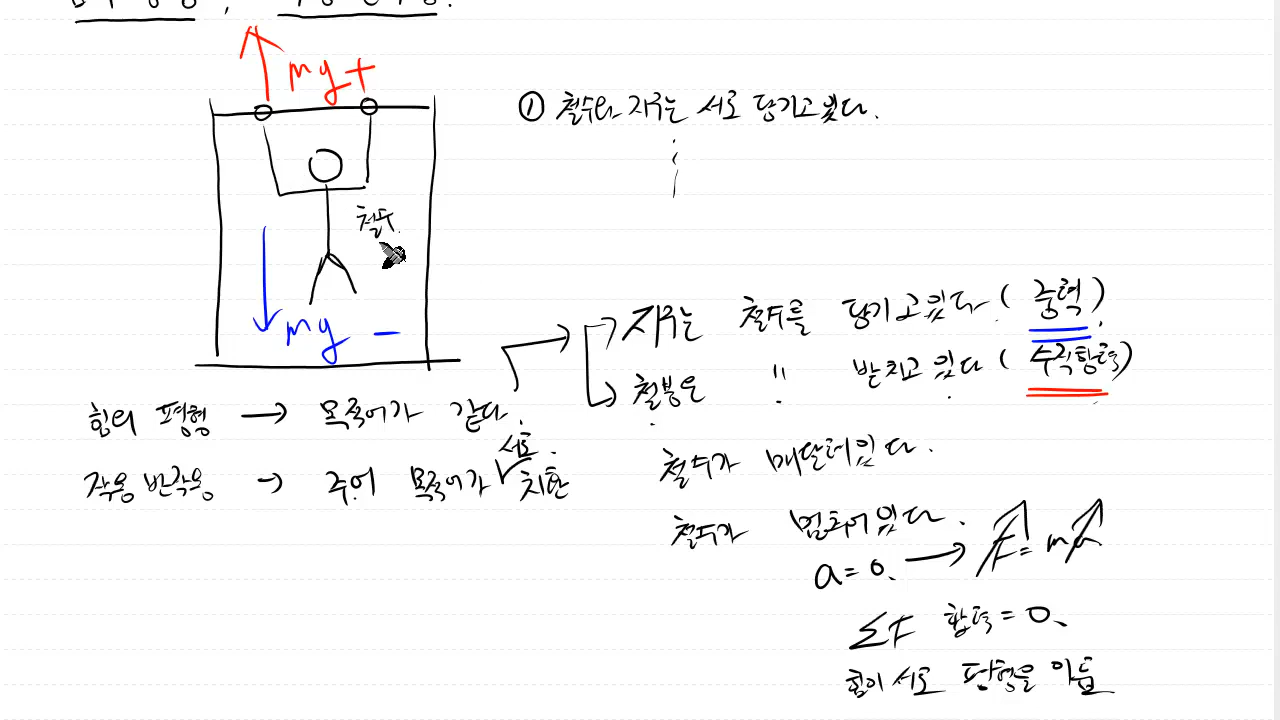 mg +
① 철수와 지구는 서로 당기고 있다.
철수.
mg -
지구는 철수를 당기고 있다. (중력).
철봉은 〃 받치고 있다 (수직항력)
힘의 평형 → 목적어가 같다.
서로
작용 반작용 → 주어 목적어가 ✓ 치환
철수가 매달려있다.
철수가 멈춰있다.
a = 0. → F = ma
ΣF 합력 = 0.
힘이 서로 평형을 이룸